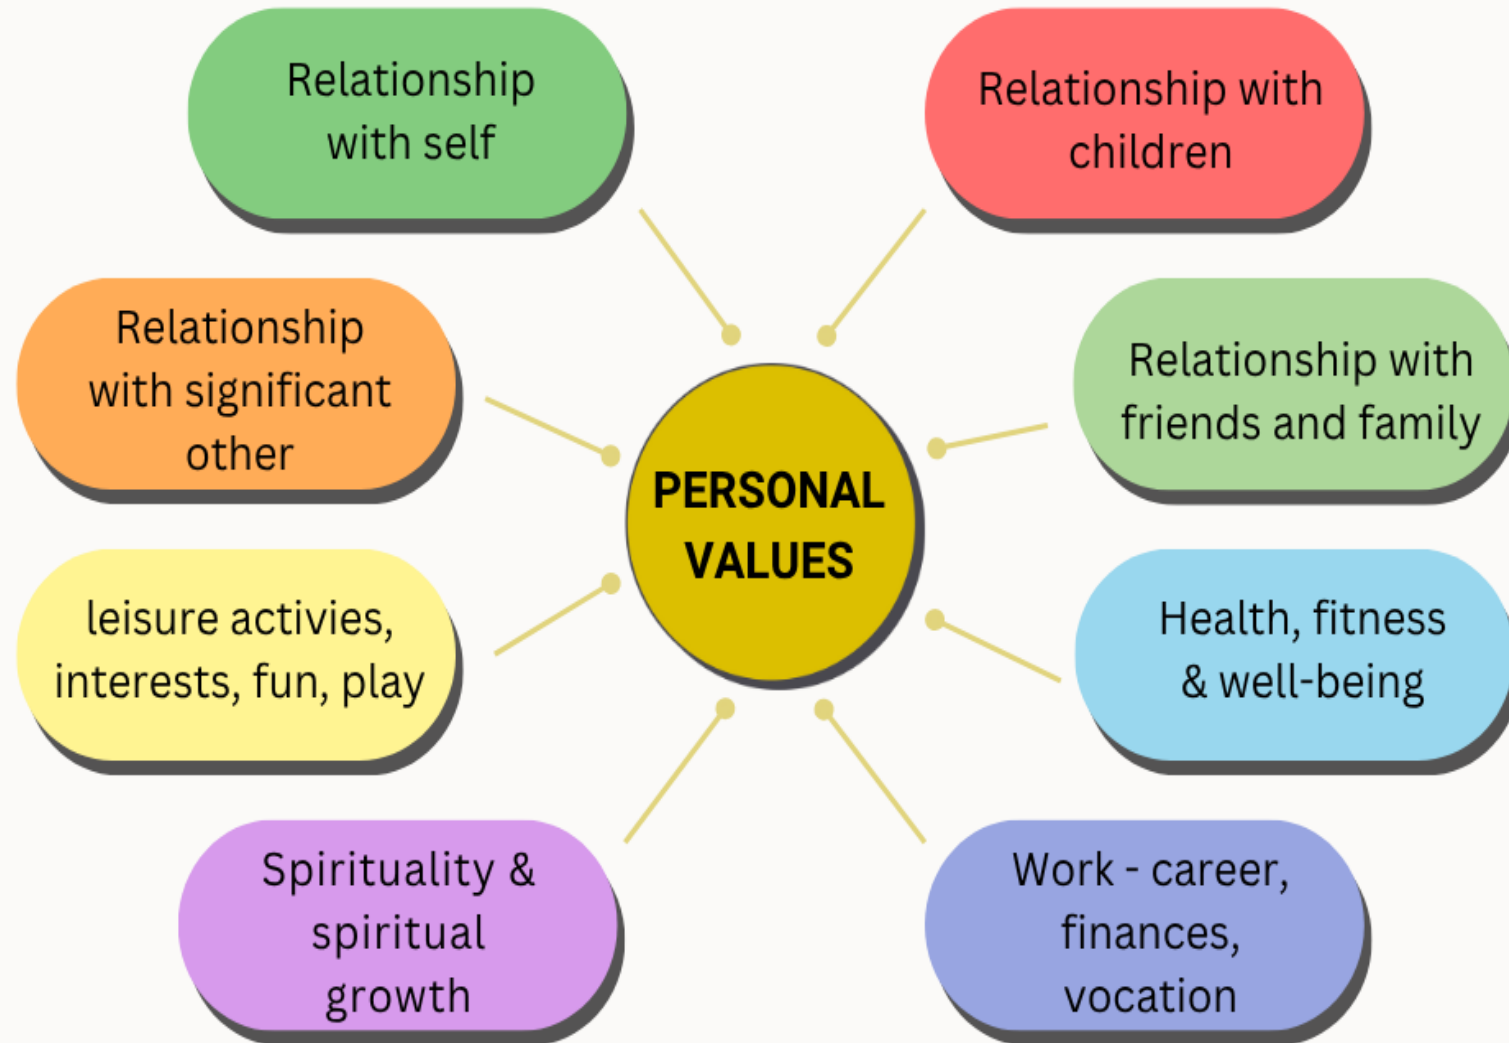 Relationship
with self
Relationship with
children
Relationship
with significant
other
Relationship with
friends and family
PERSONAL
VALUES
leisure activies,
interests, fun, play
Health, fitness
& well-being
Spirituality &
spiritual
growth
Work - career,
finances,
vocation